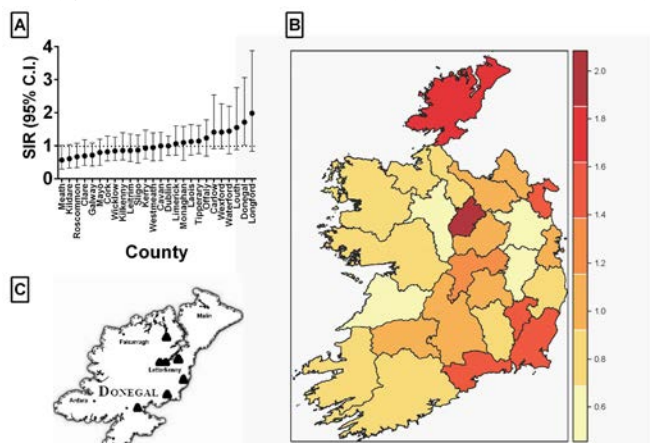 A
SIR (95% C.I.)
4
3
2
1
0
Meath
Kildare
Roscommon
Clare
Galway
Mayo
Cork
Wicklow
Kilkenny
Leitrim
Sligo
Kerry
Westmeath
Cavan
Dublin
Limerick
Monaghan
Laois
Tipperary
Offaly
Carlow
Wexford
Waterford
Louth
Donegal
Longford
County
B
2.0
1.8
1.6
1.4
1.2
1.0
0.8
0.6
C
Malin
Falcarragh
Letterkenny
DONEGAL
Ardara